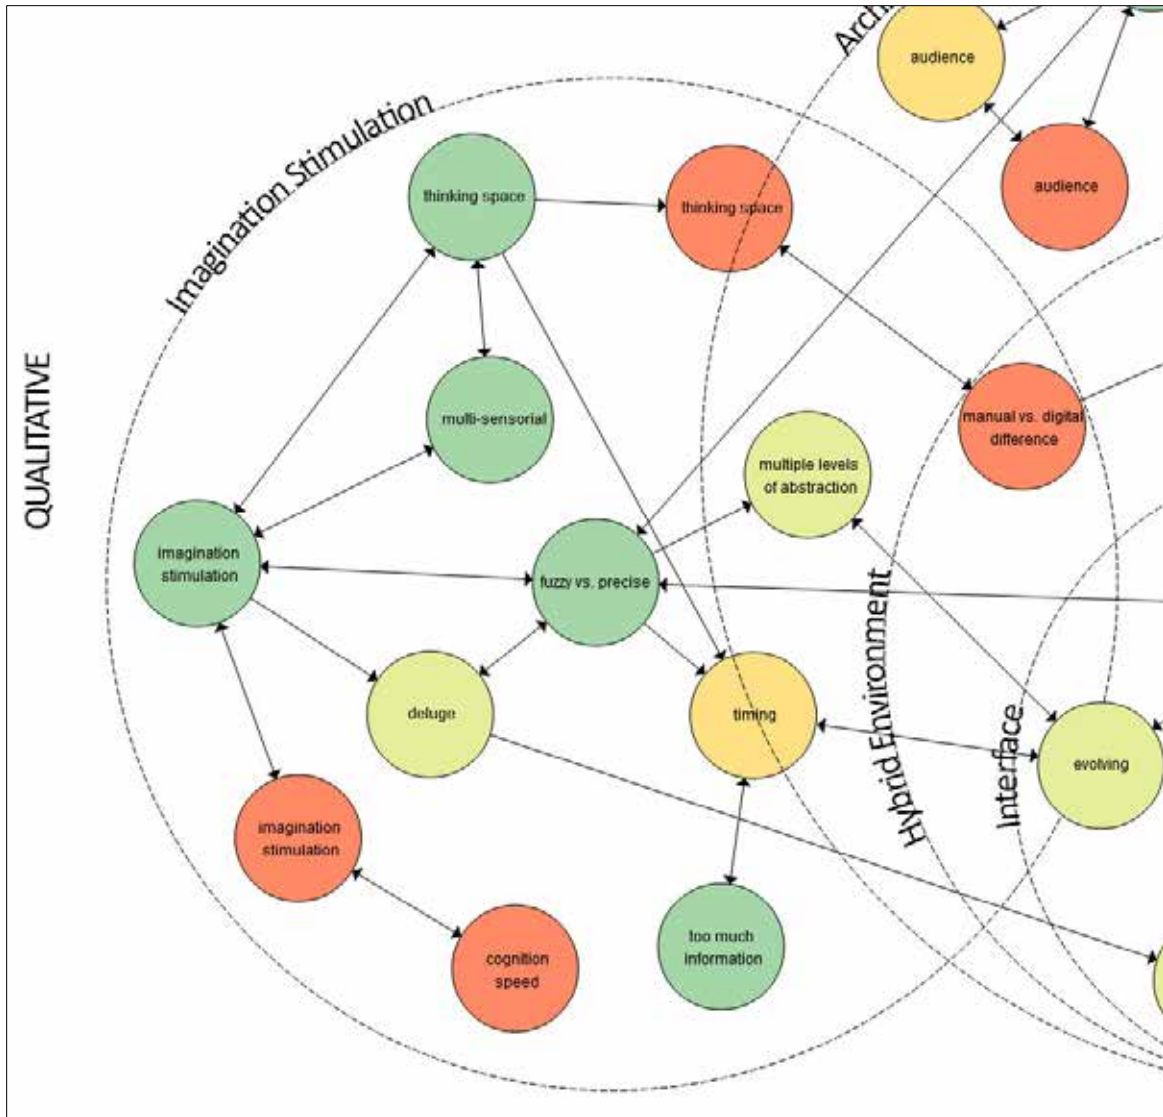 Archi
audience
audience
Imagination Stimulation
thinking space
thinking space
QUALITATIVE
multi-sensorial
manual vs. digital
difference
multiple levels
of abstraction
imagination
stimulation
fuzzy vs. precise
Hybrid Environment
Interface
deluge
timing
evolving
imagination
stimulation
too much
information
cognition
speed